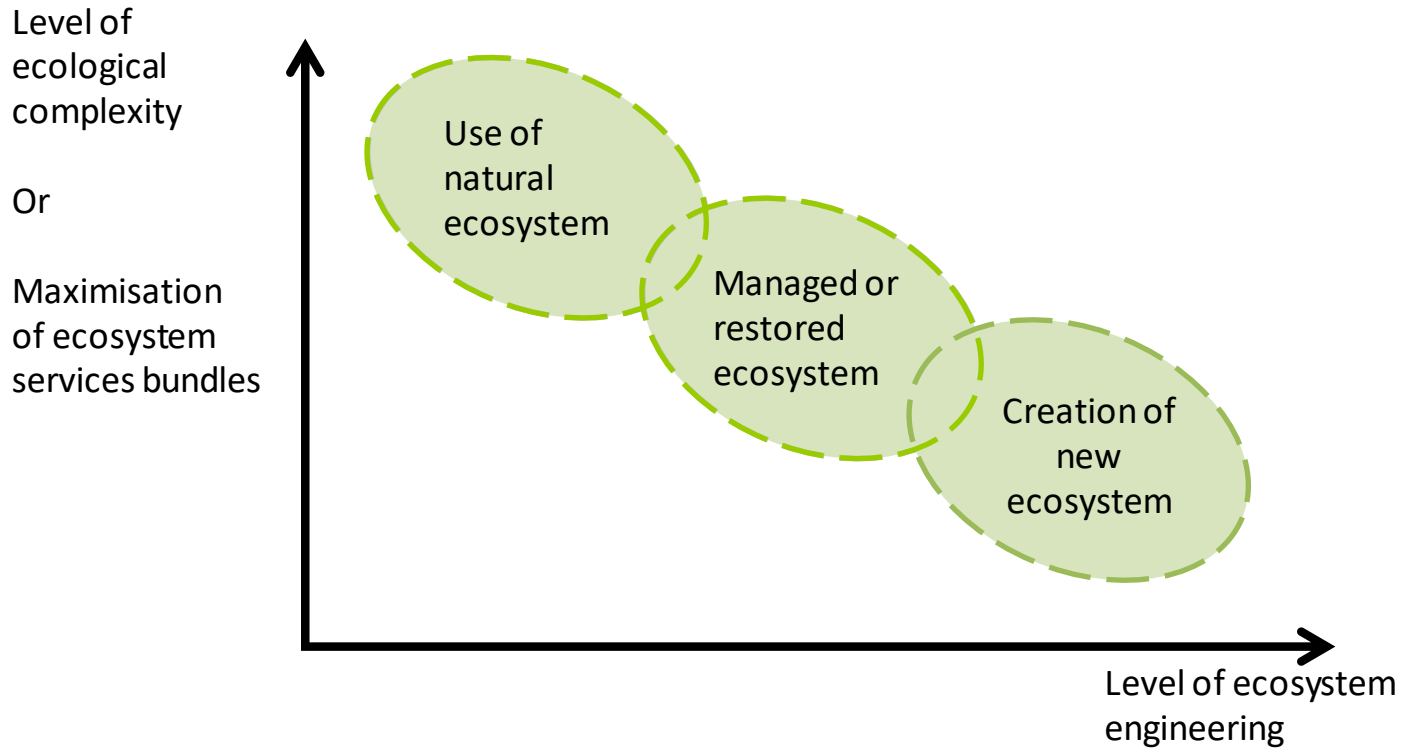 Level of
ecological
complexity
Or
Maximisation
of ecosystem
services bundles
Use of
natural
ecosystem
Managed or
restored
ecosystem
Creation of
new
ecosystem
Level of ecosystem
engineering